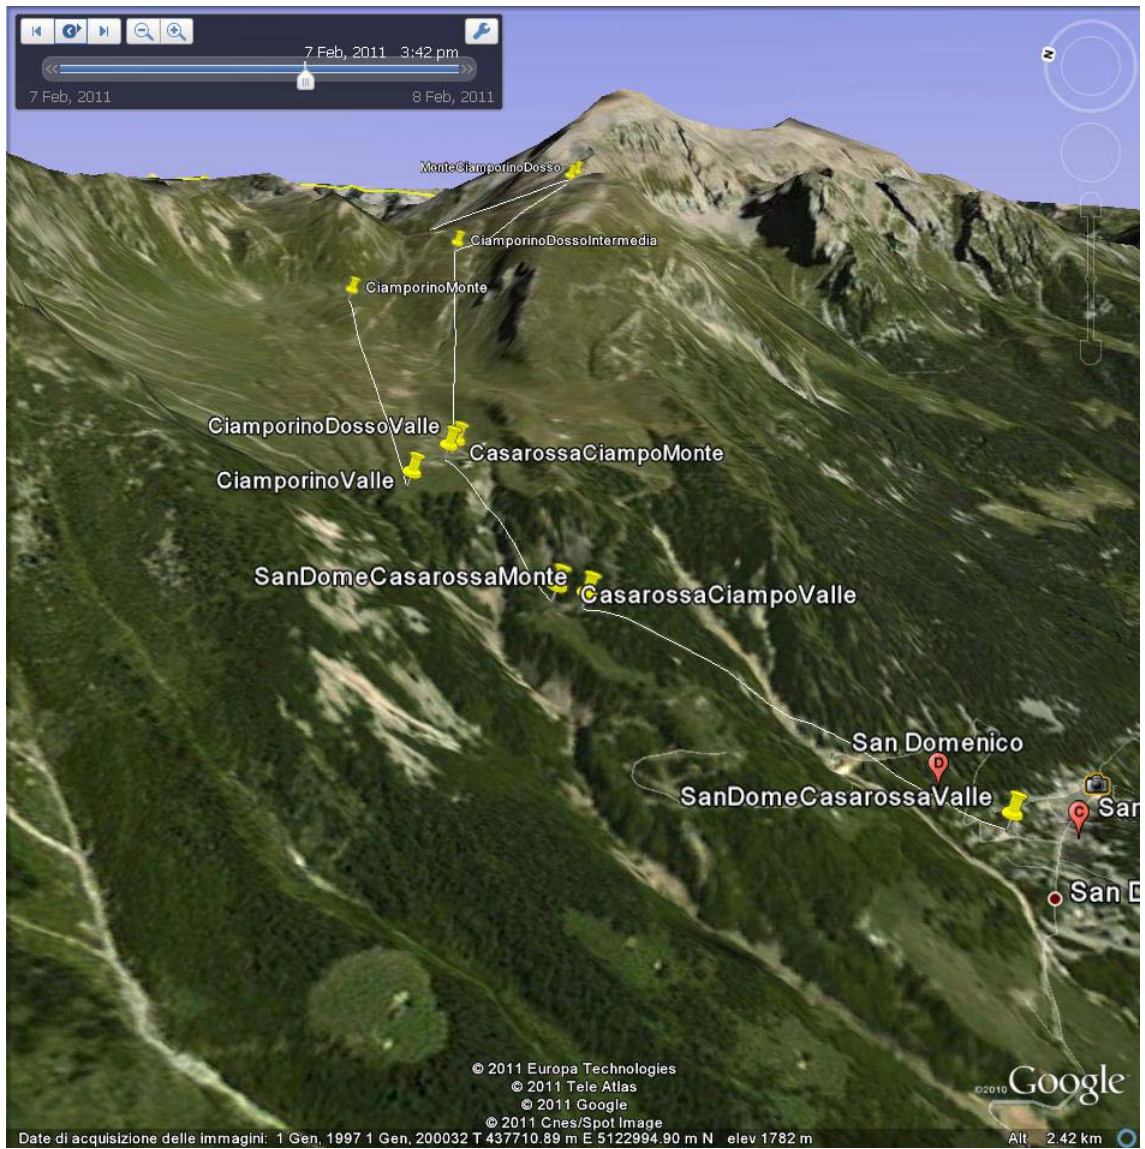 7 Feb, 2011 3:42 pm
7 Feb, 2011
8 Feb, 2011
N
MonteCiamporinoDosso
CiamporinoDossoIntermedia
CiamporinoMonte
CiamporinoDossoValle
CasarossaCiampoMonte
CiamporinoValle
SanDomeCasarossaMonte
CasarossaCiampoValle
San Domenico
D
SanDomeCasarossaValle
C
San
San D
© 2011 Europa Technologies
© 2011 Tele Atlas
© 2011 Google
© 2011 Cnes/Spot Image
©2010 Google
Date di acquisizione delle immagini: 1 Gen, 1997 1 Gen, 200032 T 437710.89 m E 5122994.90 m N elev 1782 m
Alt 2.42 km